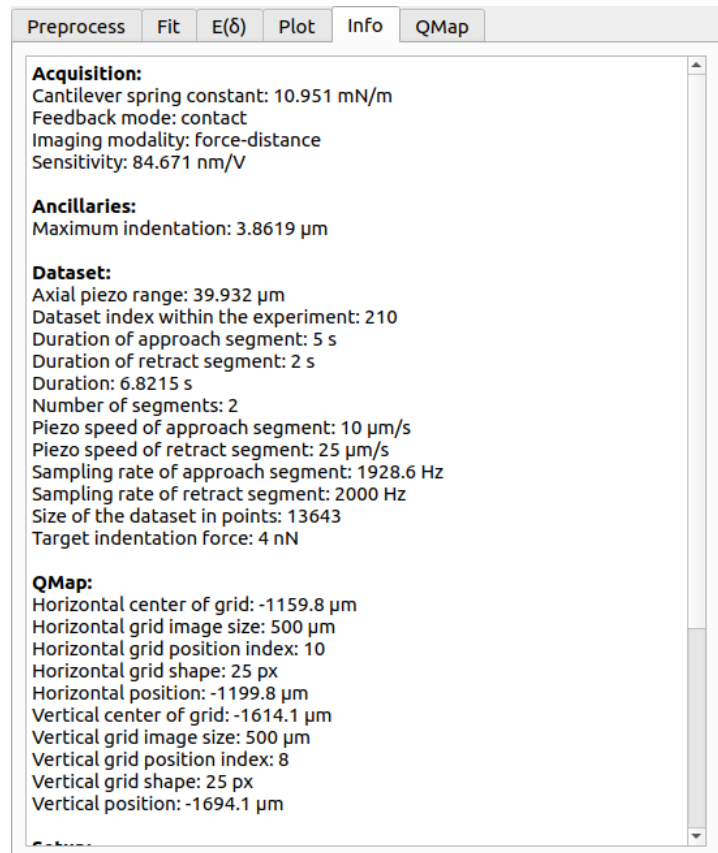 Preprocess Fit E(δ) Plot Info QMap
Acquisition:
Cantilever spring constant: 10.951 mN/m
Feedback mode: contact
Imaging modality: force-distance
Sensitivity: 84.671 nm/V
Ancillaries:
Maximum indentation: 3.8619 µm
Dataset:
Axial piezo range: 39.932 µm
Dataset index within the experiment: 210
Duration of approach segment: 5 s
Duration of retract segment: 2 s
Duration: 6.8215 s
Number of segments: 2
Piezo speed of approach segment: 10 µm/s
Piezo speed of retract segment: 25 µm/s
Sampling rate of approach segment: 1928.6 Hz
Sampling rate of retract segment: 2000 Hz
Size of the dataset in points: 13643
Target indentation force: 4 nN
QMap:
Horizontal center of grid: -1159.8 µm
Horizontal grid image size: 500 µm
Horizontal grid position index: 10
Horizontal grid shape: 25 px
Horizontal position: -1199.8 µm
Vertical center of grid: -1614.1 µm
Vertical grid image size: 500 µm
Vertical grid position index: 8
Vertical grid shape: 25 px
Vertical position: -1694.1 µm